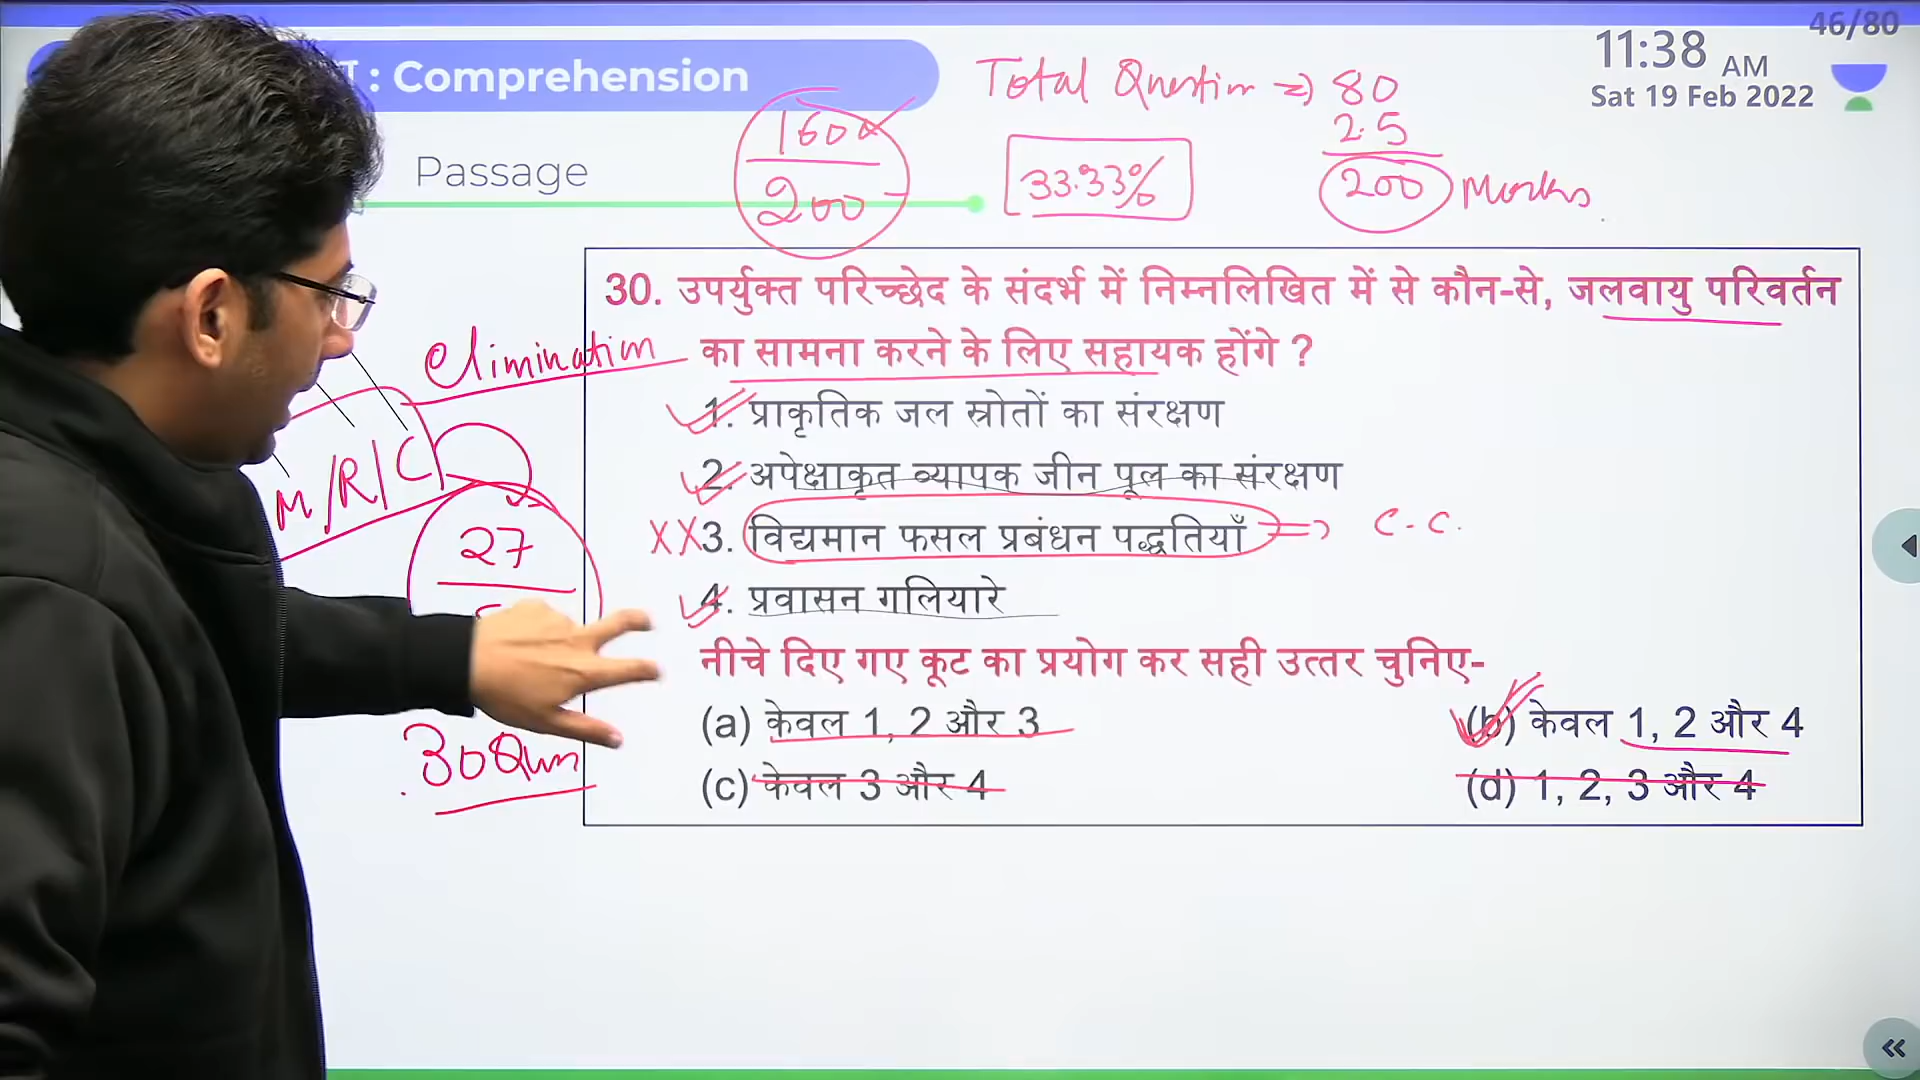 46/80
11:38 AM
Sat 19 Feb 2022
: Comprehension
Total Question => 80
2.5
200 Marks
160
200
33.33%
Passage
30. उपर्युक्त परिच्छेद के संदर्भ में निम्नलिखित में से कौन-से, जलवायु परिवर्तन
का सामना करने के लिए सहायक होंगे ?
elimination
1. प्राकृतिक जल स्रोतों का संरक्षण
M/R/C
2. अपेक्षाकृत व्यापक जीन पूल का संरक्षण
XX3. विद्यमान फसल प्रबंधन पद्धतियाँ => C.C.
27
4. प्रवासन गलियारे
नीचे दिए गए कूट का प्रयोग कर सही उत्तर चुनिए-
(a) केवल 1, 2 और 3 (b) केवल 1, 2 और 4
30 Qun
(c) केवल 3 और 4 (d) 1, 2, 3 और 4